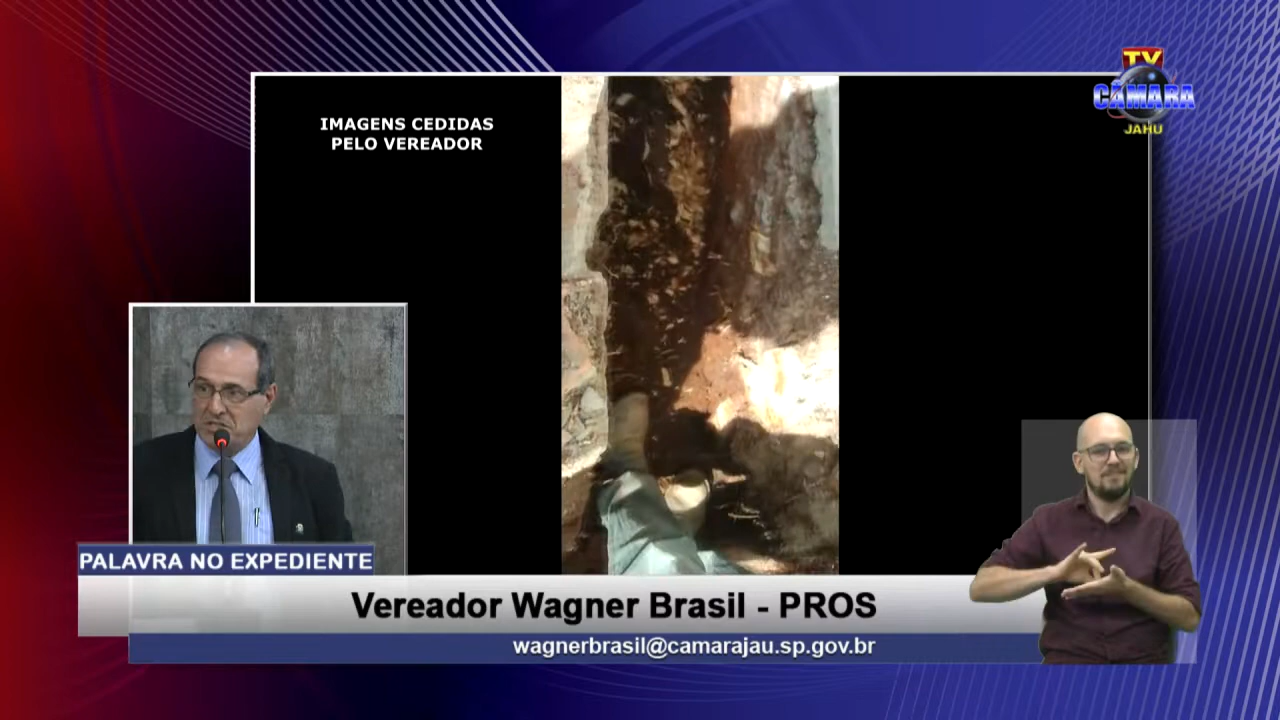 TV
CÂMARA
JAHU
IMAGENS CEDIDAS
PELO VEREADOR
PALAVRA NO EXPEDIENTE
Vereador Wagner Brasil - PROS
wagnerbrasil@camarajau.sp.gov.br